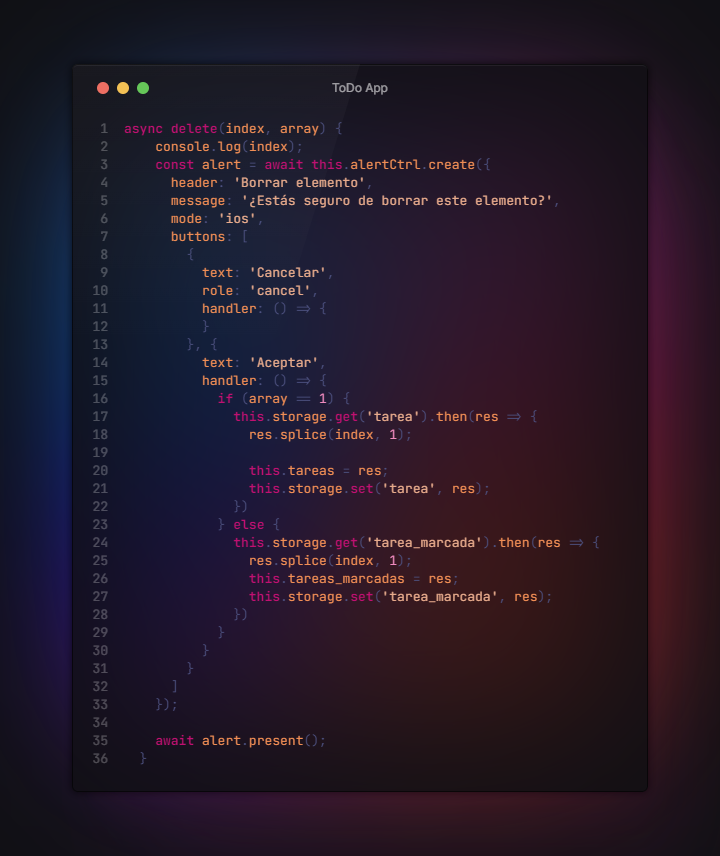 ToDo App
1 async delete(index, array) {
2     console.log(index);
3     const alert = await this.alertCtrl.create({
4       header: 'Borrar elemento',
5       message: '¿Estás seguro de borrar este elemento?',
6       mode: 'ios',
7       buttons: [
8         {
9           text: 'Cancelar',
10           role: 'cancel',
11           handler: () => {
12           }
13         }, {
14           text: 'Aceptar',
15           handler: () => {
16             if (array == 1) {
17               this.storage.get('tarea').then(res => {
18                 res.splice(index, 1);
19
20                 this.tareas = res;
21                 this.storage.set('tarea', res);
22               })
23             } else {
24               this.storage.get('tarea_marcada').then(res => {
25                 res.splice(index, 1);
26                 this.tareas_marcadas = res;
27                 this.storage.set('tarea_marcada', res);
28               })
29             }
30           }
31         }
32       ]
33     });
34
35     await alert.present();
36   }